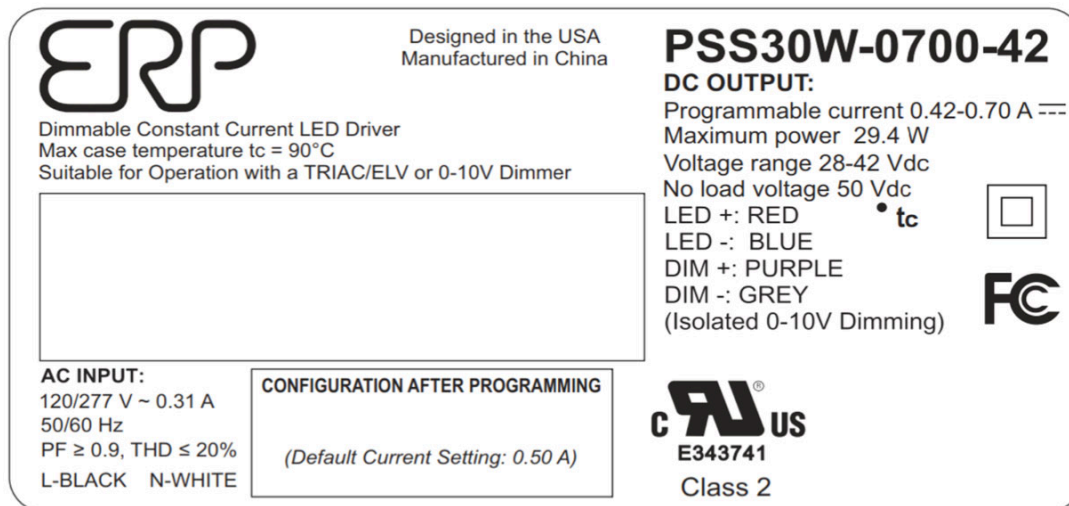 ERP
Designed in the USA
Manufactured in China
Dimmable Constant Current LED Driver
Max case temperature tc = 90°C
Suitable for Operation with a TRIAC/ELV or 0-10V Dimmer
PSS30W-0700-42
DC OUTPUT:
Programmable current 0.42-0.70 A ⎓
Maximum power 29.4 W
Voltage range 28-42 Vdc
No load voltage 50 Vdc
LED +: RED
• tc
LED -: BLUE
DIM +: PURPLE
DIM -: GREY
(Isolated 0-10V Dimming)
FC
AC INPUT:
120/277 V ~ 0.31 A
50/60 Hz
PF ≥ 0.9, THD ≤ 20%
L-BLACK N-WHITE
CONFIGURATION AFTER PROGRAMMING
(Default Current Setting: 0.50 A)
C RU ® US
E343741
Class 2